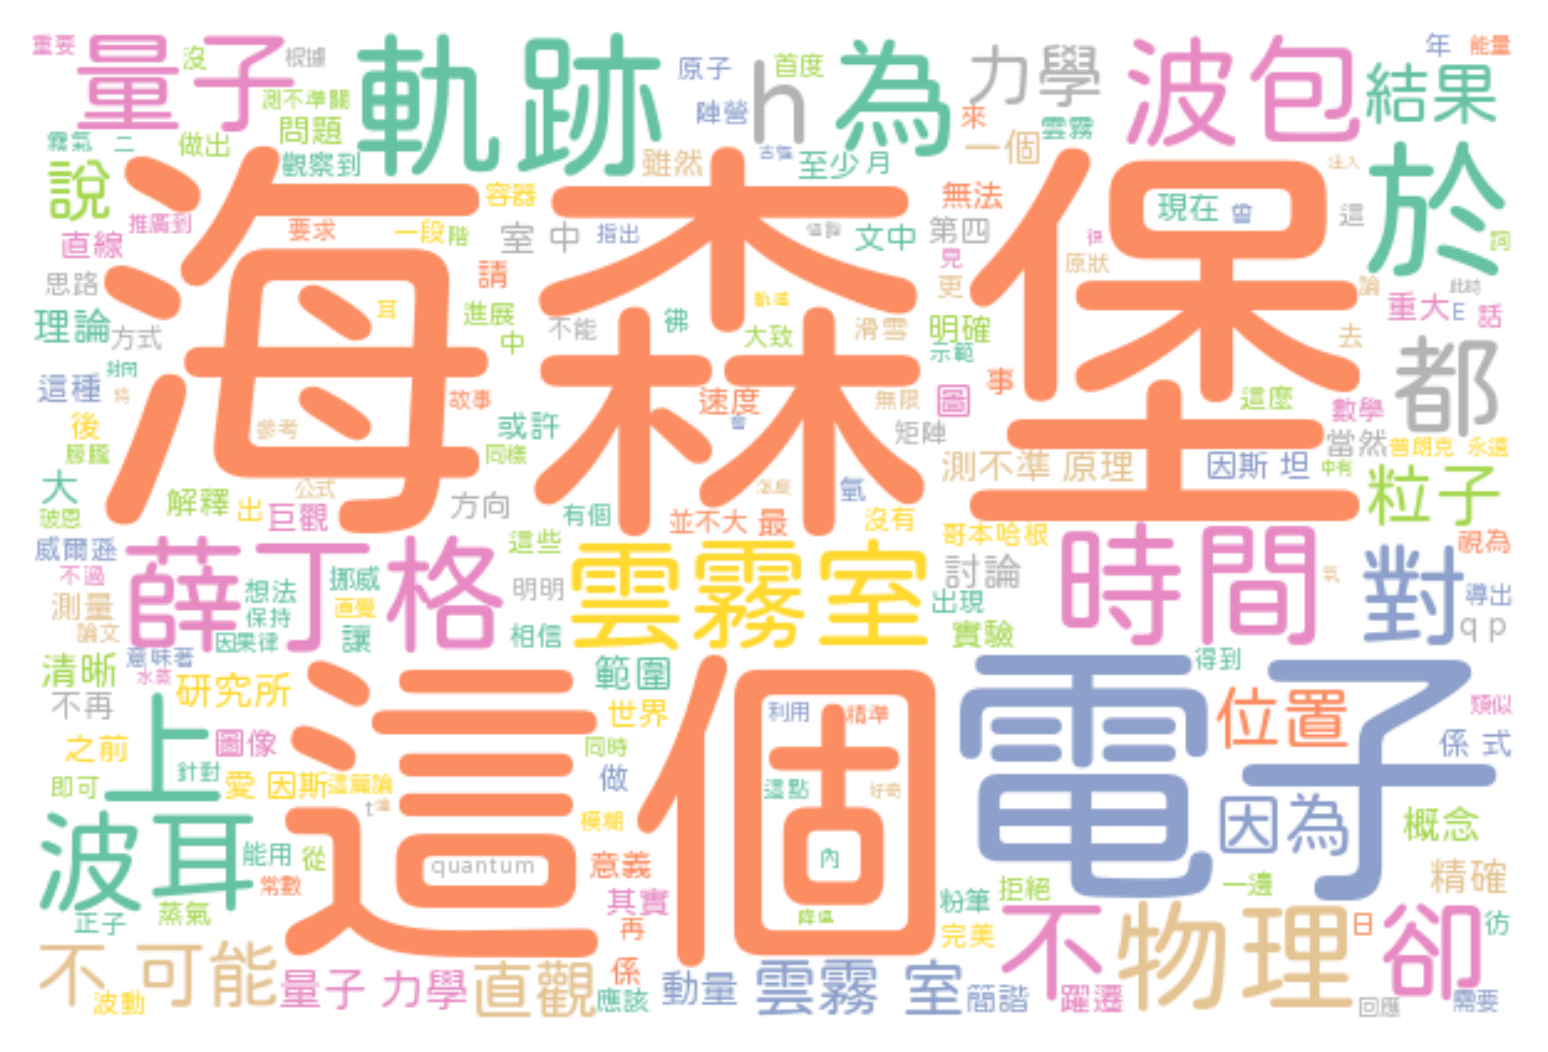 重要
量子
沒
根據
測不準關
問題
軌跡
原子
陣營
h
首度
為
力學
來
雲霧
一個
波包
年
能量
結果
霧氣
二
做出
觀察到
雖然
至少
月
說
海森堡
推廣到
直線
要求
一段
階
容器
室
中
指出
文中
無法
第四
現在
曾
這
於
詞
思路
請
見
更
原狀
論
此時
重大
E
話
理論
方式
耳
進展
中
不能
彿
大致
滑雪
明確
示範
去
封閉
這種
後
故事
速度
會
無限
圖
事
這麼
都
數學
參考
或許
同樣
矩陣
當然
普朗克
永遠
朦朧
大
玻恩
解釋
出
公式
巨觀
方向
有個
並不大
最
氫
沒有
測不準
原理
因斯
坦
中有
粒子
哥本哈根
視為
威爾遜
不過
測量
論文
薛丁格
想法
保持
因果律
挪威
讓
這些
明明
相信
雲霧室
討論
出現
實驗
時間
對
導出
q p
意味著
水蒸
得到
清晰
不再
研究所
範圍
世界
這個
利用
精準
電子
位置
類似
係
式
之前
上
圖像
針對
同時
即可
愛
因斯
這篇論
t
做
這點
好奇
因為
概念
模糊
波耳
能用
從
常數
quantum
意義
內
一邊
精確
正子
蒸氣
其實
再
粉筆
拒絕
完美
不
物理
日
卻
彷
不
可能
波動
量子
力學
直觀
係
應該
動量
雲霧
室
簡諧
躍遷
回應
需要